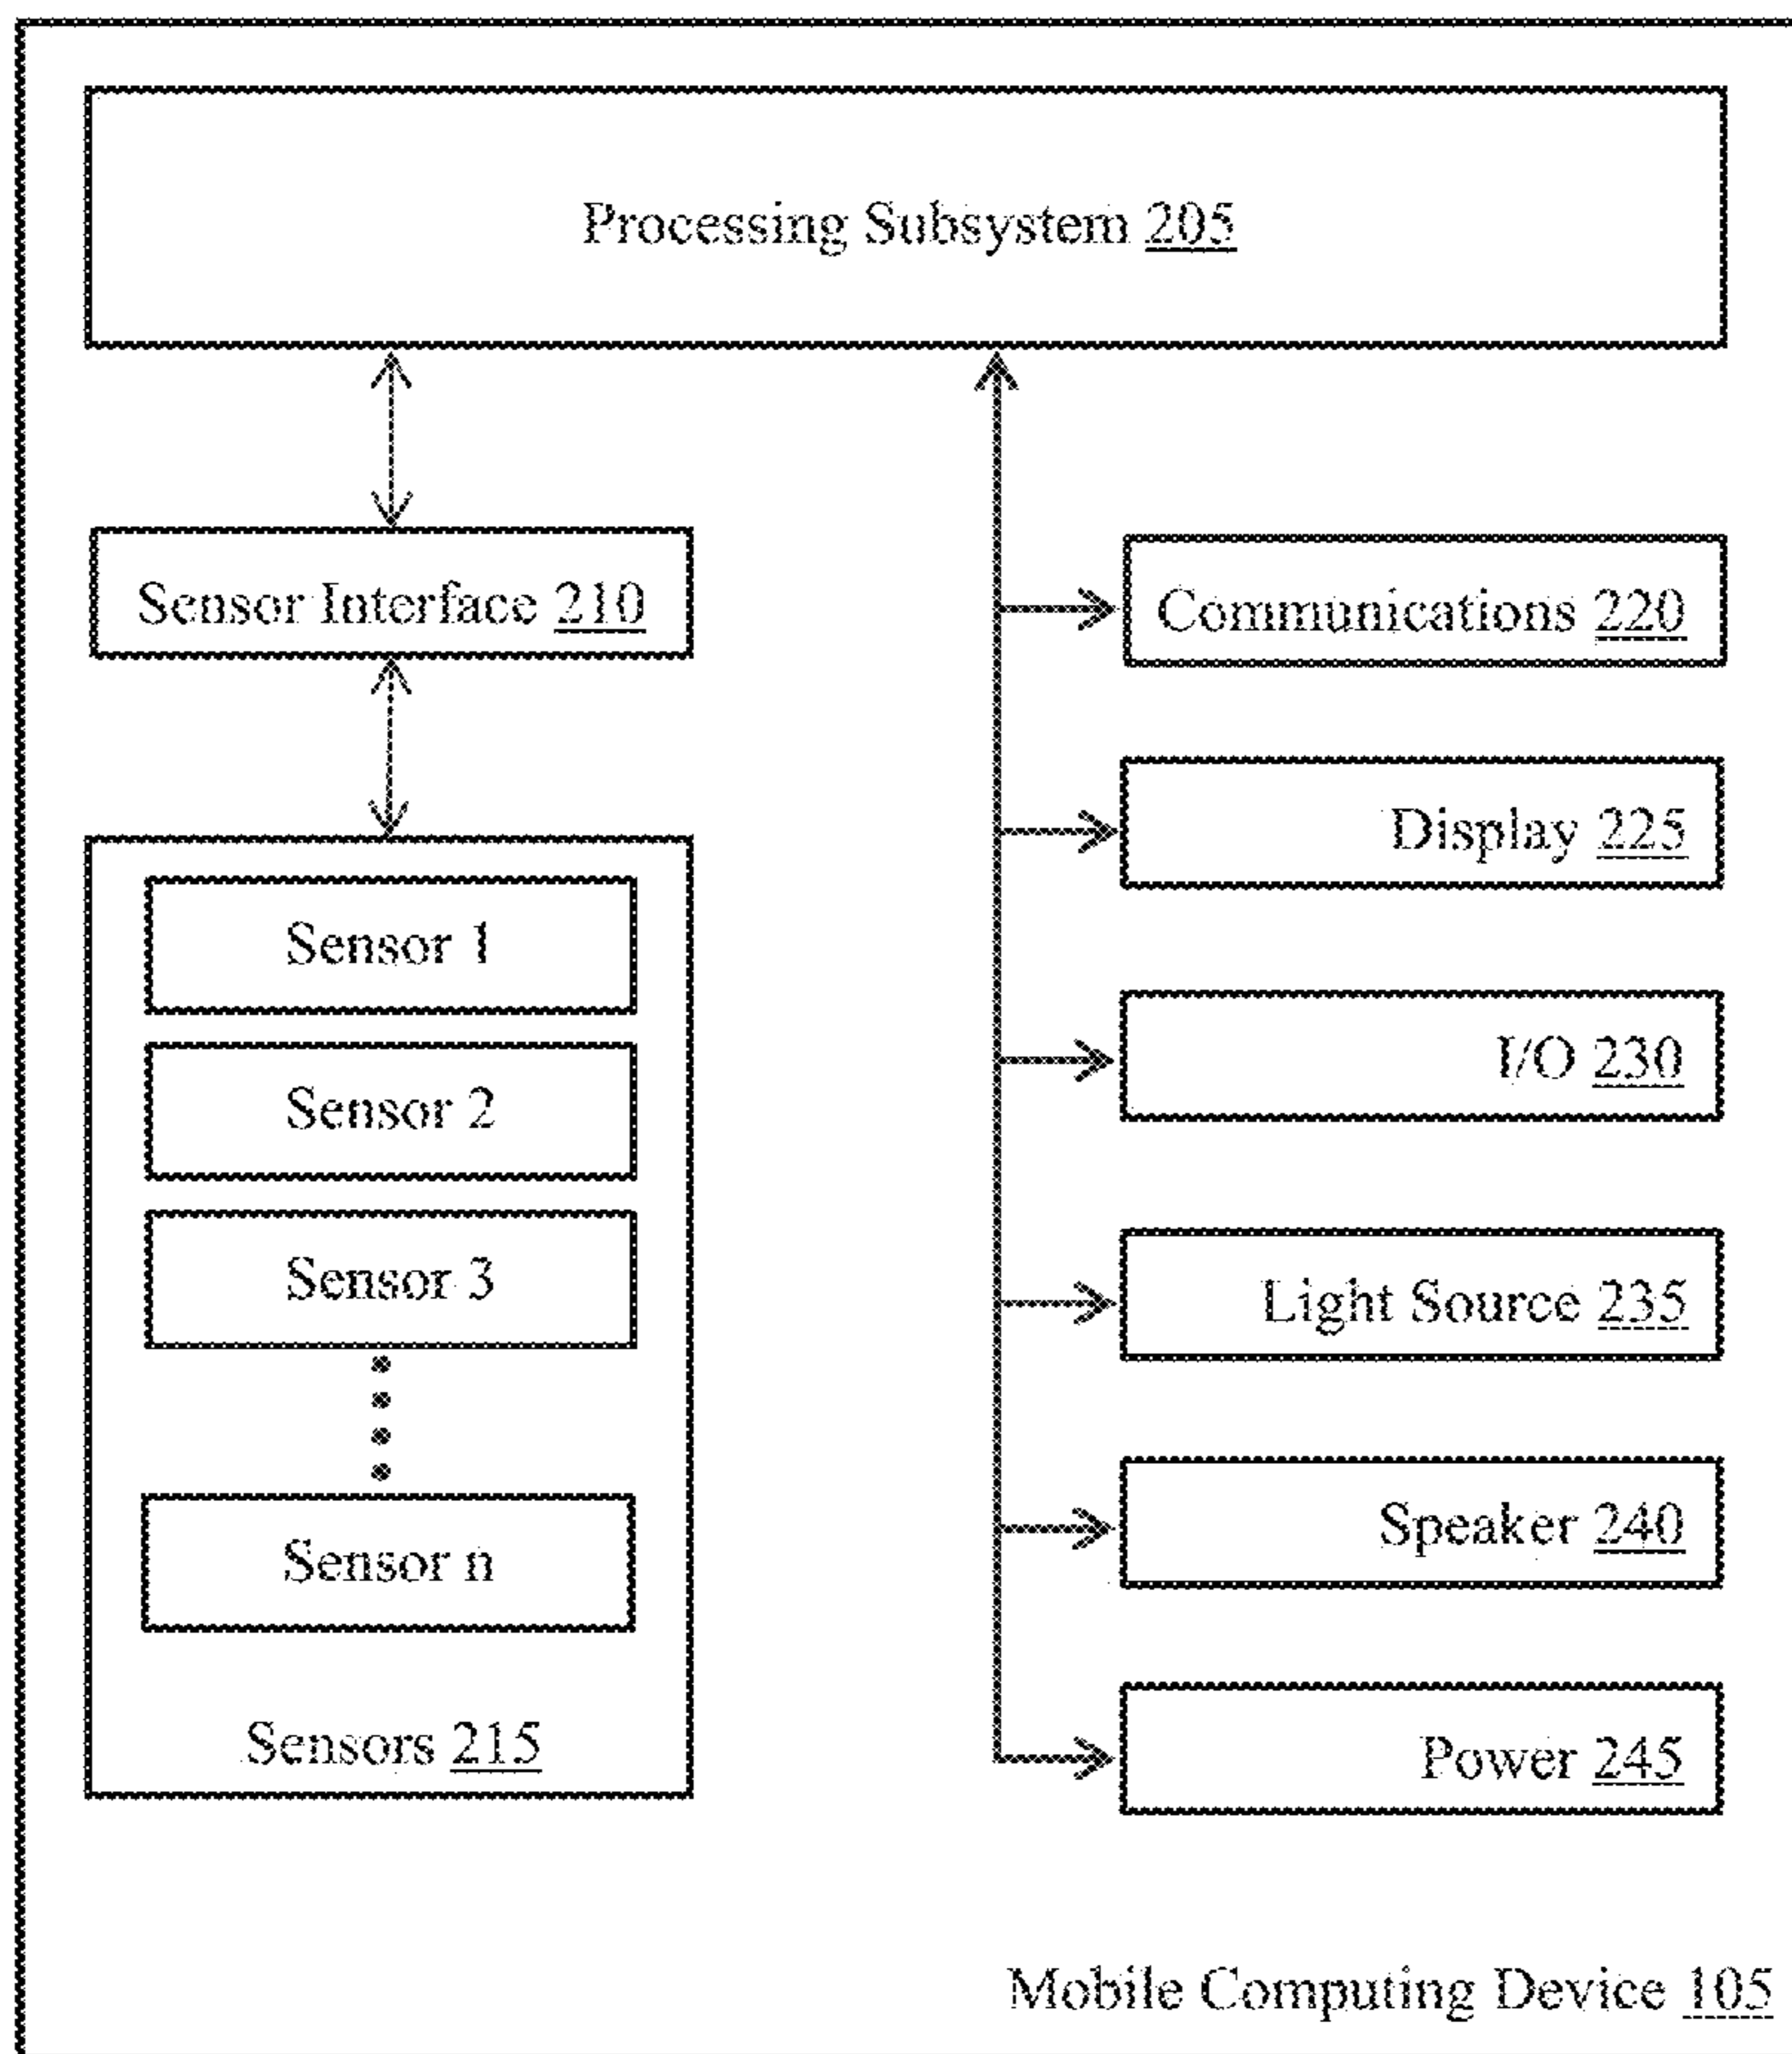 Processing Subsystem 205
Sensor Interface 210
Sensor 1
Sensor 2
Sensor 3
Sensor n
Sensors 215
Communications 220
Display 225
I/O 230
Light Source 235
Speaker 240
Power 245
Mobile Computing Device 105